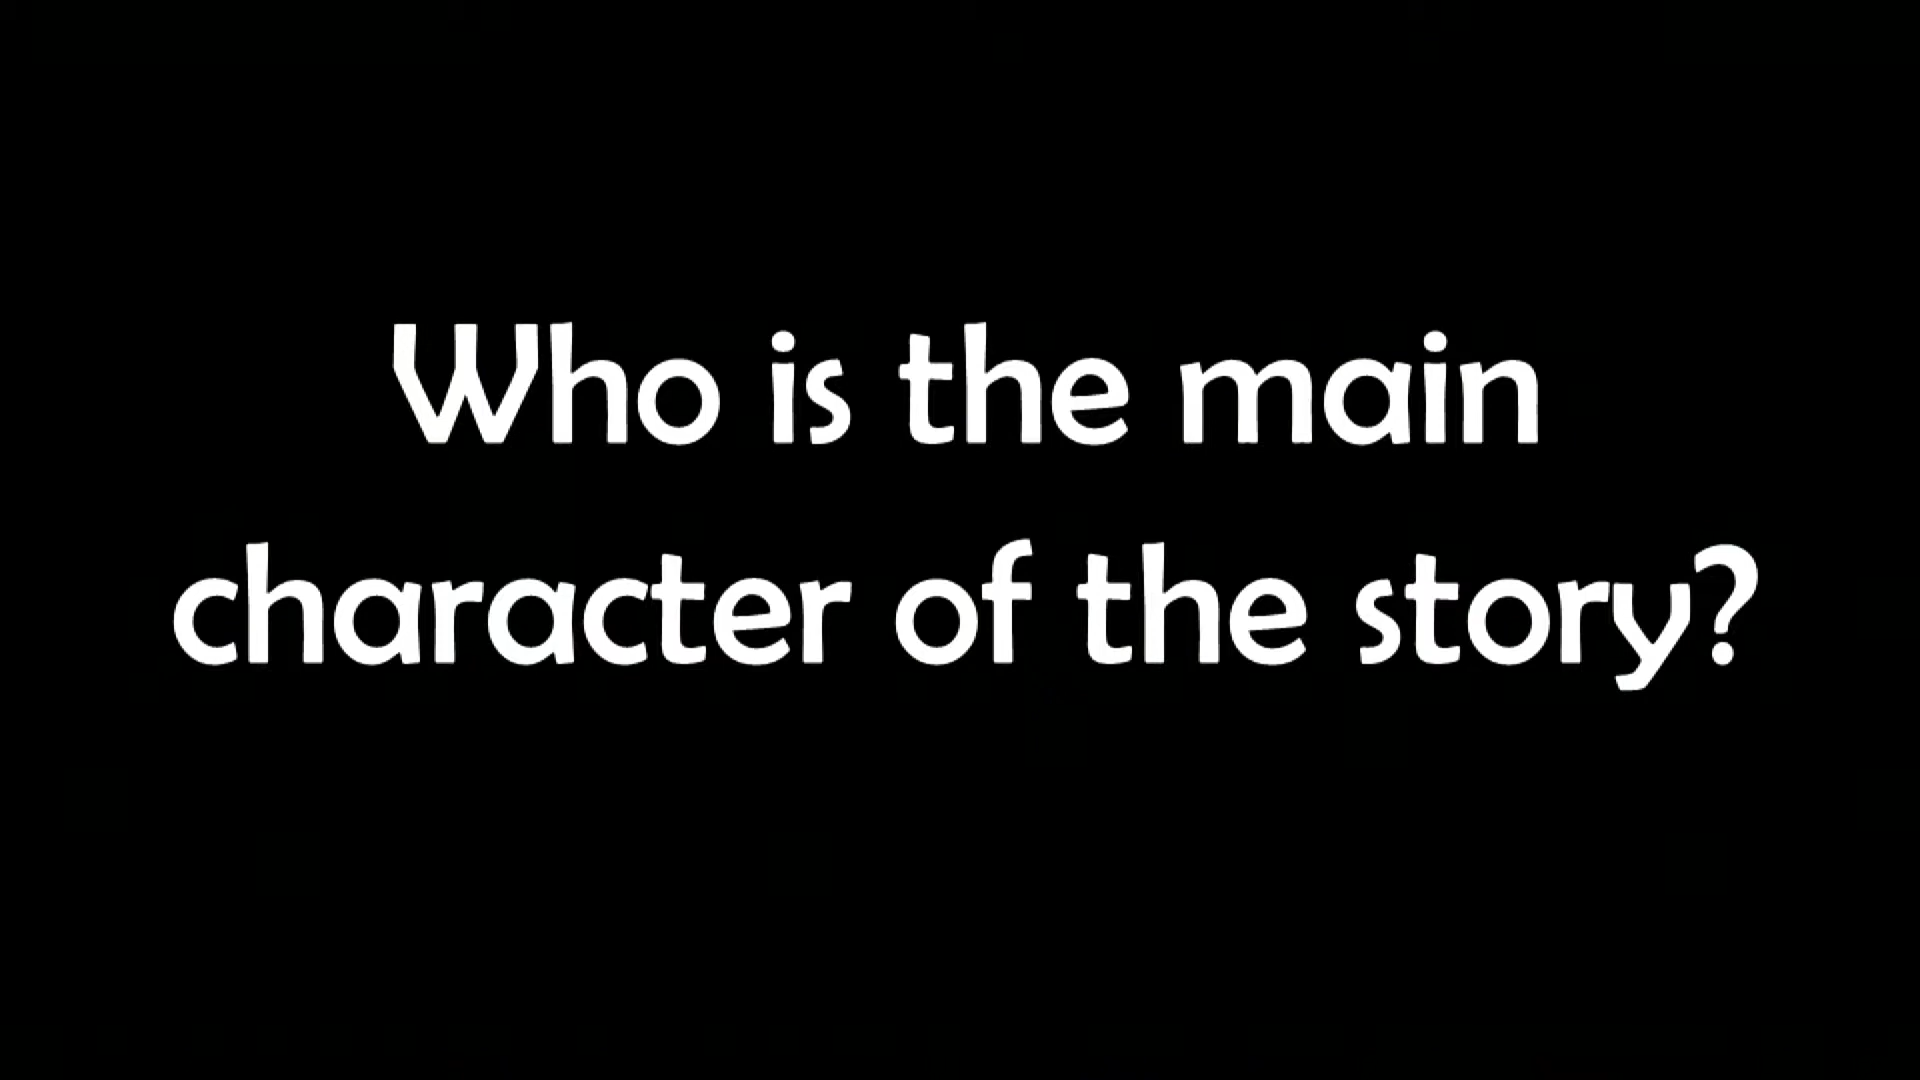 Who is the main
character of the story?